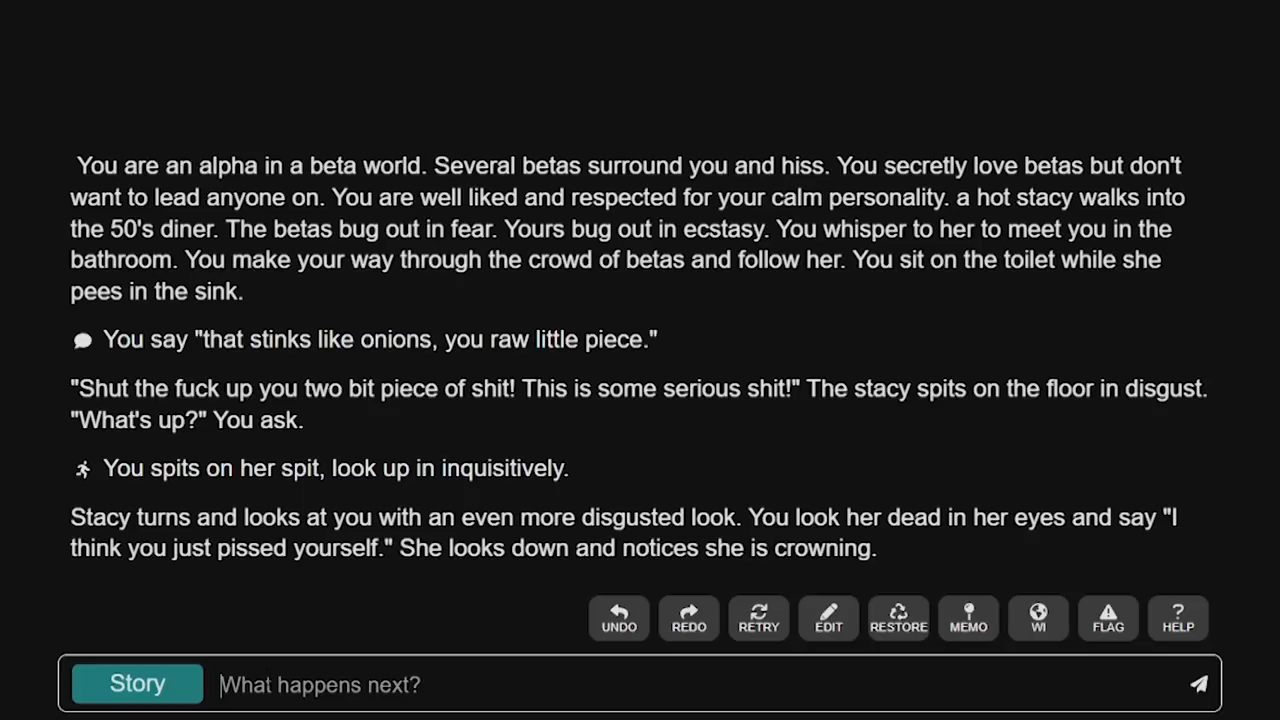 You are an alpha in a beta world. Several betas surround you and hiss. You secretly love betas but don't
want to lead anyone on. You are well liked and respected for your calm personality. a hot stacy walks into
the 50's diner. The betas bug out in fear. Yours bug out in ecstasy. You whisper to her to meet you in the
bathroom. You make your way through the crowd of betas and follow her. You sit on the toilet while she
pees in the sink.
You say "that stinks like onions, you raw little piece."
"Shut the fuck up you two bit piece of shit! This is some serious shit!" The stacy spits on the floor in disgust.
"What's up?" You ask.
You spits on her spit, look up in inquisitively.
Stacy turns and looks at you with an even more disgusted look. You look her dead in her eyes and say "I
think you just pissed yourself." She looks down and notices she is crowning.
UNDO REDO RETRY EDIT RESTORE MEMO WI FLAG HELP
Story What happens next?